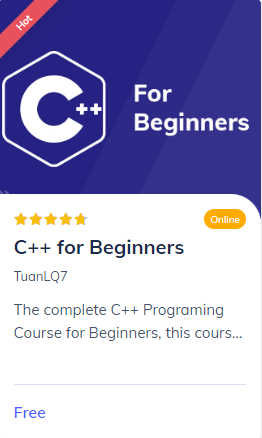 Hot
C++
For
Beginners
Online
C++ for Beginners
TuanLQ7
The complete C++ Programing
Course for Beginners, this cours...
Free